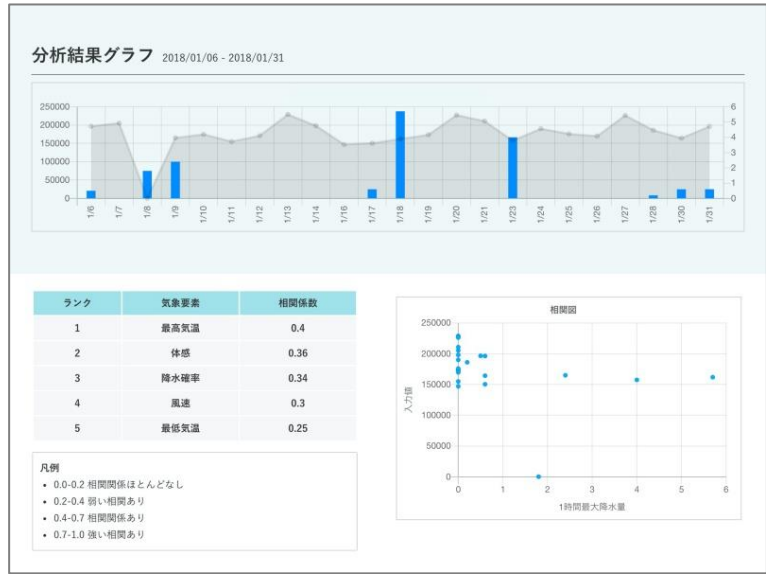 分析結果グラフ 2018/01/06 - 2018/01/31
250000
200000
150000
100000
50000
0
6
5
4
3
2
1
0
1/6 1/7 1/8 1/9 1/10 1/11 1/12 1/13 1/14 1/16 1/17 1/18 1/19 1/20 1/21 1/23 1/24 1/25 1/26 1/27 1/28 1/30 1/31
ランク 気象要素 相関係数
1 最高気温 0.4
2 体感 0.36
3 降水確率 0.34
4 風速 0.3
5 最低気温 0.25
凡例
• 0.0-0.2 相関関係ほとんどなし
• 0.2-0.4 弱い相関あり
• 0.4-0.7 相関関係あり
• 0.7-1.0 強い相関あり
相関図
250000
200000
150000
100000
50000
0
入力値
0 1 2 3 4 5 6
1時間最大降水量